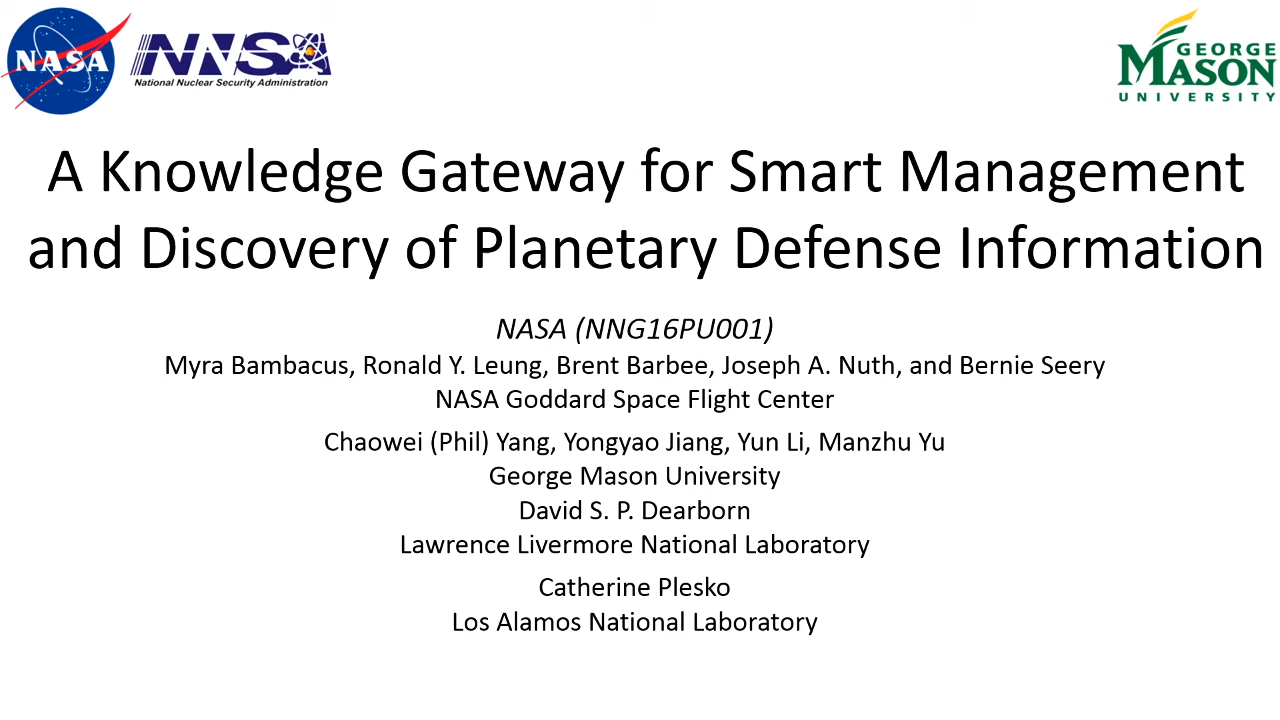 NASA
NNSA
National Nuclear Security Administration
GEORGE
MASON
UNIVERSITY
A Knowledge Gateway for Smart Management
and Discovery of Planetary Defense Information
NASA (NNG16PU001)
Myra Bambacus, Ronald Y. Leung, Brent Barbee, Joseph A. Nuth, and Bernie Seery
NASA Goddard Space Flight Center
Chaowei (Phil) Yang, Yongyao Jiang, Yun Li, Manzhu Yu
George Mason University
David S. P. Dearborn
Lawrence Livermore National Laboratory
Catherine Plesko
Los Alamos National Laboratory